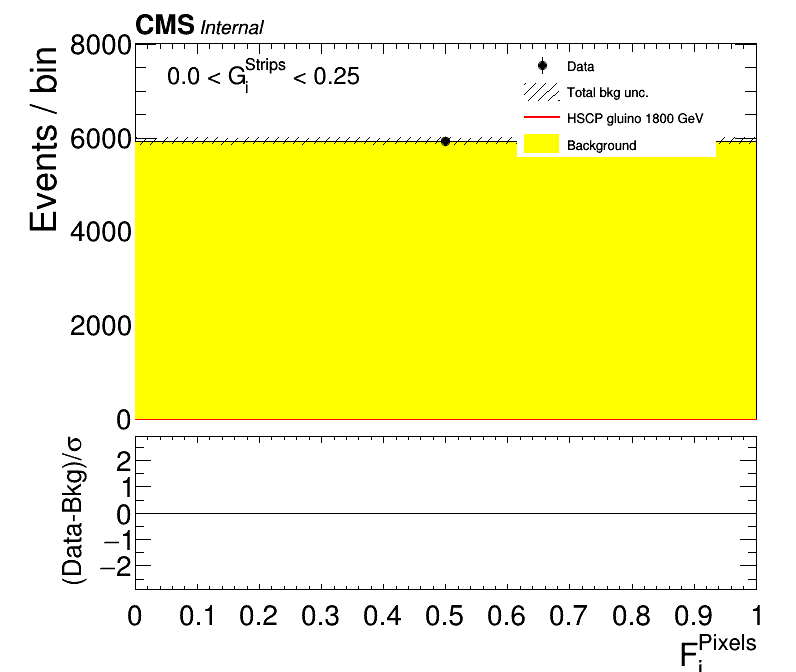 CMS Internal
Events / bin
8000
6000
4000
2000
0
0.0 < G_i^Strips < 0.25
Data
Total bkg unc.
HSCP gluino 1800 GeV
Background
(Data-Bkg)/σ
2
1
0
−1
−2
0 0.1 0.2 0.3 0.4 0.5 0.6 0.7 0.8 0.9 1
F_i^Pixels